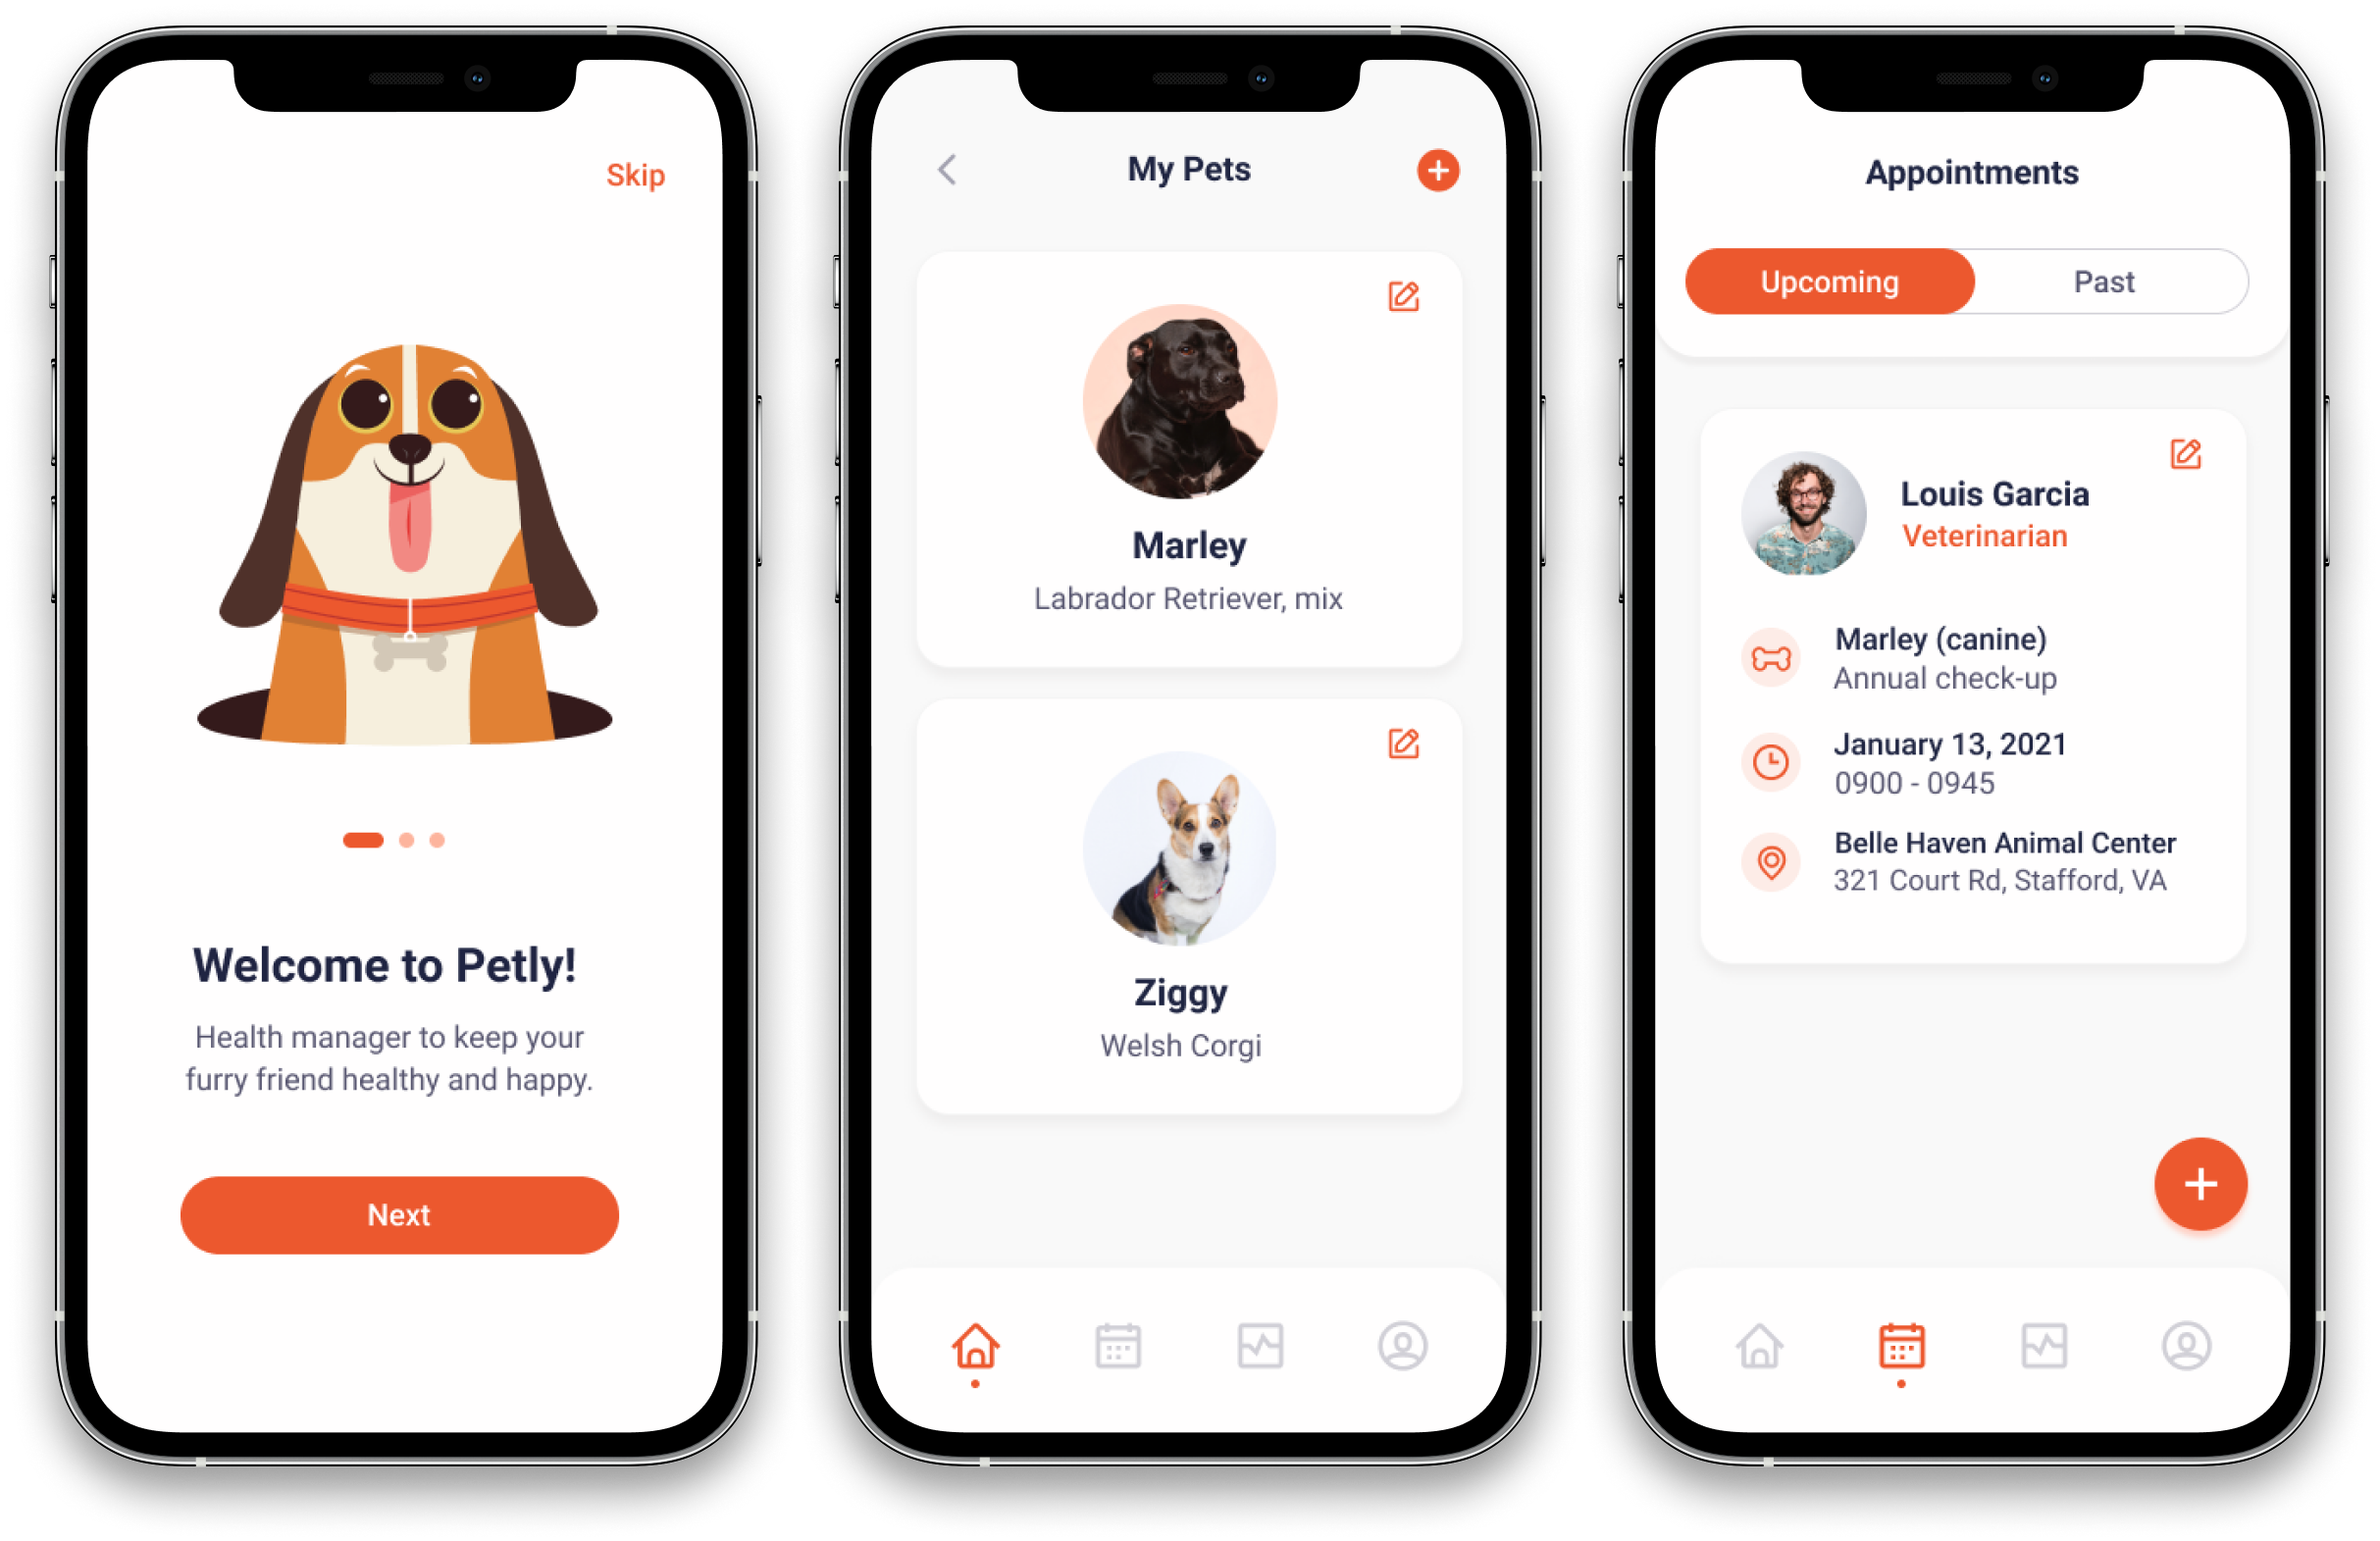 Skip
Welcome to Petly!
Health manager to keep your
furry friend healthy and happy.
Next
My Pets
Marley
Labrador Retriever, mix
Ziggy
Welsh Corgi
Appointments
Upcoming
Past
Louis Garcia
Veterinarian
Marley (canine)
Annual check-up
January 13, 2021
0900 - 0945
Belle Haven Animal Center
321 Court Rd, Stafford, VA